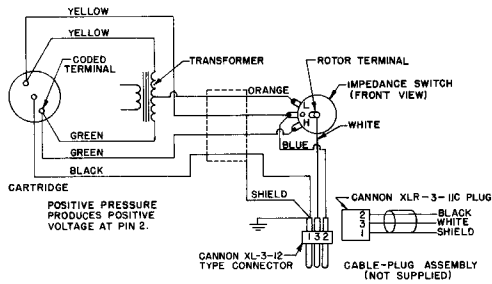 YELLOW
YELLOW
CODED
TERMINAL
TRANSFORMER
ROTOR TERMINAL
ORANGE
IMPEDANCE SWITCH
(FRONT VIEW)
L
H
WHITE
GREEN
GREEN
BLUE
BLACK
CARTRIDGE
SHIELD
CANNON XLR-3-11C PLUG
POSITIVE PRESSURE
PRODUCES POSITIVE
VOLTAGE AT PIN 2.
2 BLACK
3 WHITE
1 SHIELD
1 3 2
CANNON XL-3-12
TYPE CONNECTOR
CABLE-PLUG ASSEMBLY
(NOT SUPPLIED)